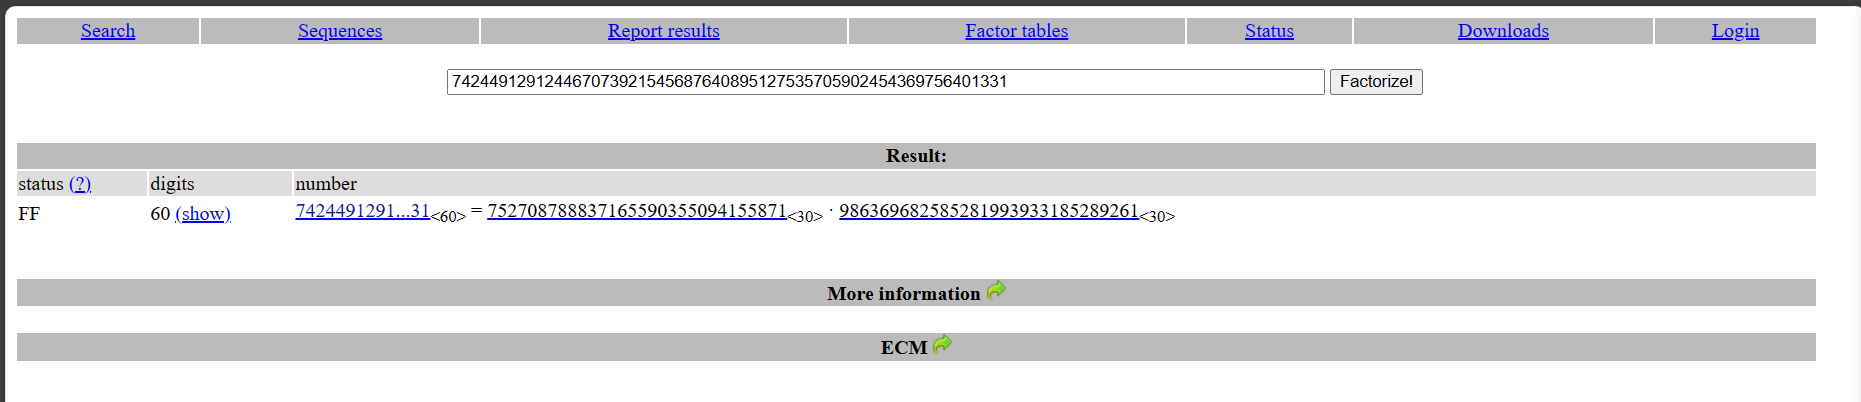 Search Sequences Report results Factor tables Status Downloads Login
742449129124467073921545687640895127535705902454369756401331 Factorize!
Result:
status (?) digits number
FF 60 (show) 7424491291...31<60> = 752708788837165590355094155871<30> · 986369682585281993933185289261<30>
More information
ECM